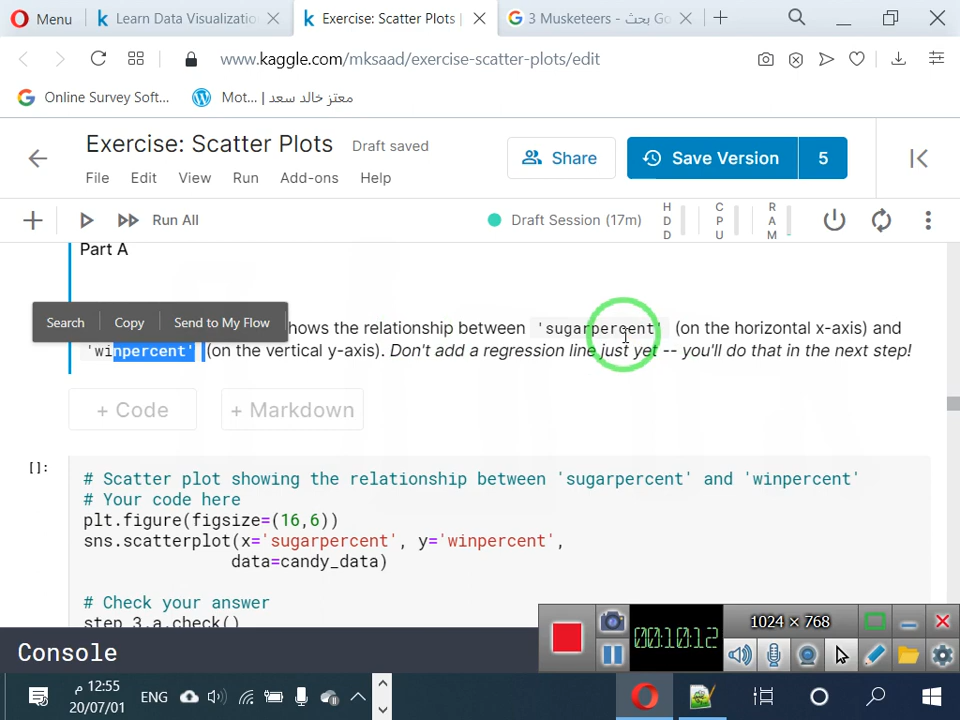 Menu
Learn Data Visualizatio
Exercise: Scatter Plots |
3 Musketeers - بحث Go
www.kaggle.com/mksaad/exercise-scatter-plots/edit
Online Survey Soft...
Mot... | معتز خالد سعد
Exercise: Scatter Plots
Draft saved
Share
Save Version
5
File Edit View Run Add-ons Help
Run All
Draft Session (17m)
HDD
CPU
RAM
Part A
Search Copy Send to My Flow
hows the relationship between 'sugarpercent' (on the horizontal x-axis) and
'winpercent' (on the vertical y-axis). Don't add a regression line just yet -- you'll do that in the next step!
+ Code
+ Markdown
[]:
# Scatter plot showing the relationship between 'sugarpercent' and 'winpercent'
# Your code here
plt.figure(figsize=(16,6))
sns.scatterplot(x='sugarpercent', y='winpercent',
data=candy_data)
# Check your answer
step_3.a.check()
1024 × 768
00:10:12
Console
12:55 م
ENG
20/07/01